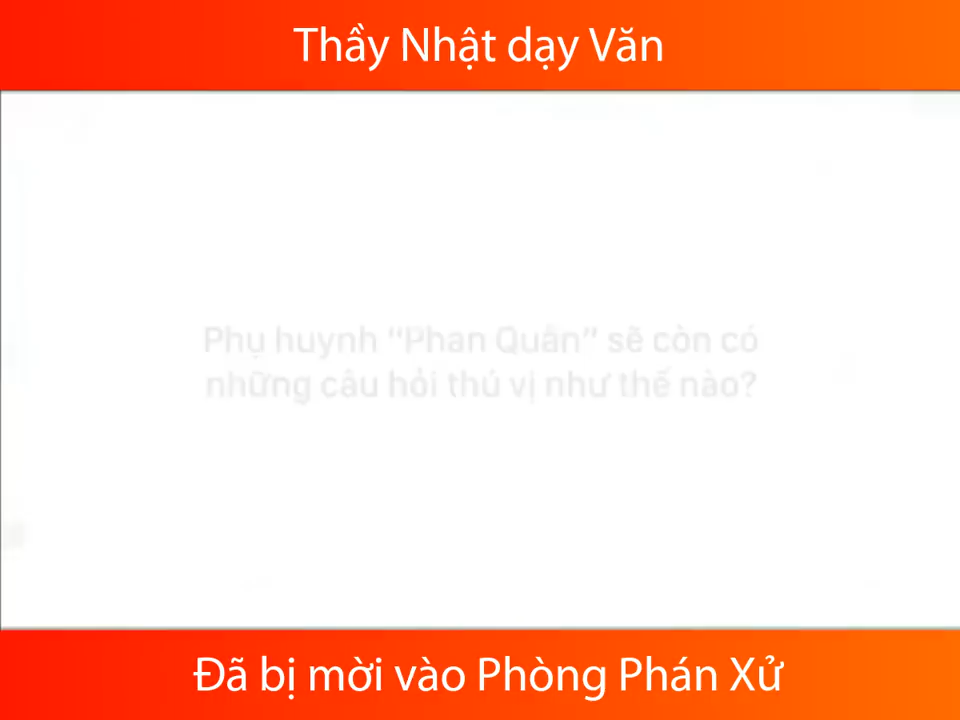 Thầy Nhật dạy Văn
Phụ huynh "Phan Quân" sẽ còn có
những câu hỏi thú vị như thế nào?
Đã bị mời vào Phòng Phán Xử